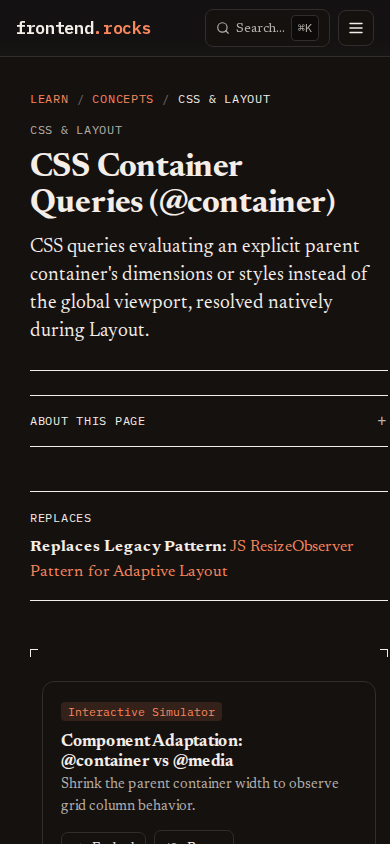 frontend.rocks
Search... ⌘K
LEARN / CONCEPTS / CSS & LAYOUT
CSS & LAYOUT
CSS Container
Queries (@container)
CSS queries evaluating an explicit parent
container's dimensions or styles instead of
the global viewport, resolved natively
during Layout.
ABOUT THIS PAGE +
REPLACES
Replaces Legacy Pattern: JS ResizeObserver
Pattern for Adaptive Layout
Interactive Simulator
Component Adaptation:
@container vs @media
Shrink the parent container width to observe
grid column behavior.